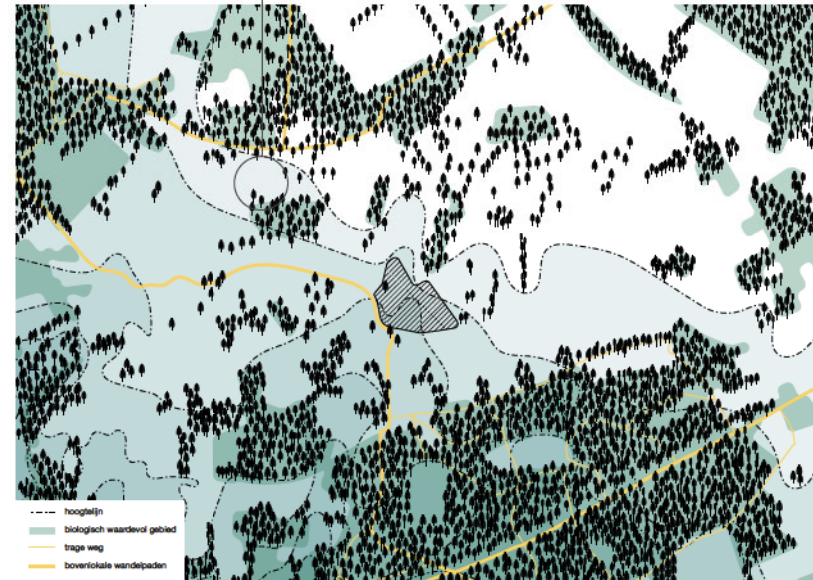 hoogtelijn
biologisch waardevol gebied
trage weg
bovenlokale wandelpaden